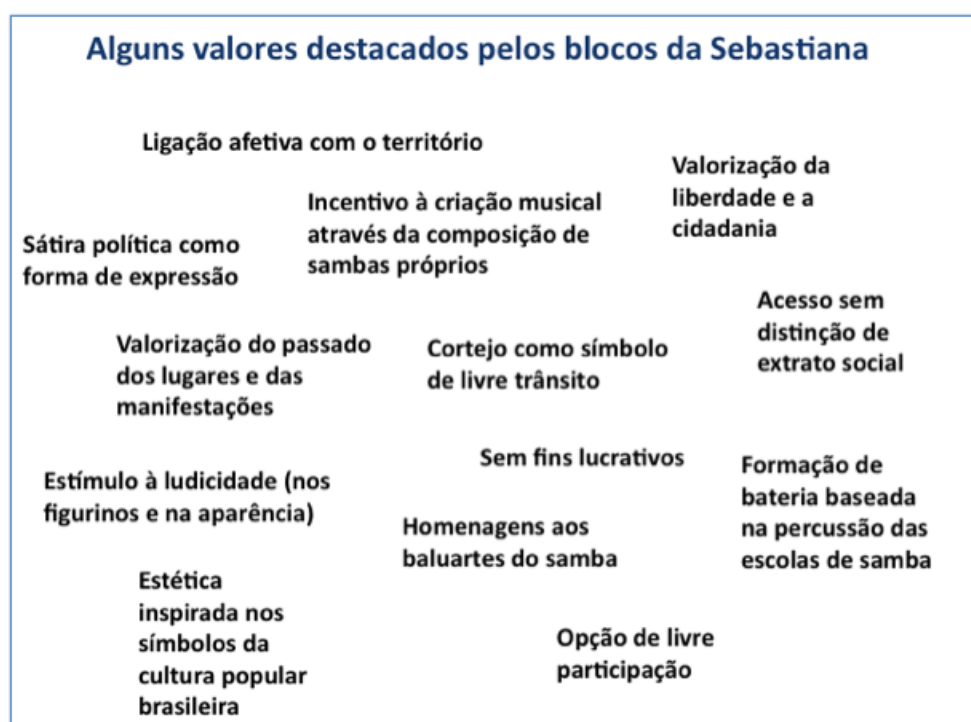 Alguns valores destacados pelos blocos da Sebastiana
Ligação afetiva com o território
Valorização da
liberdade e a
cidadania
Incentivo à criação musical
através da composição de
sambas próprios
Sátira política como
forma de expressão
Acesso sem
distinção de
extrato social
Valorização do passado
dos lugares e das
manifestações
Cortejo como símbolo
de livre trânsito
Sem fins lucrativos
Formação de
bateria baseada
na percussão das
escolas de samba
Estímulo à ludicidade (nos
figurinos e na aparência)
Homenagens aos
baluartes do samba
Estética
inspirada nos
símbolos da
cultura popular
brasileira
Opção de livre
participação